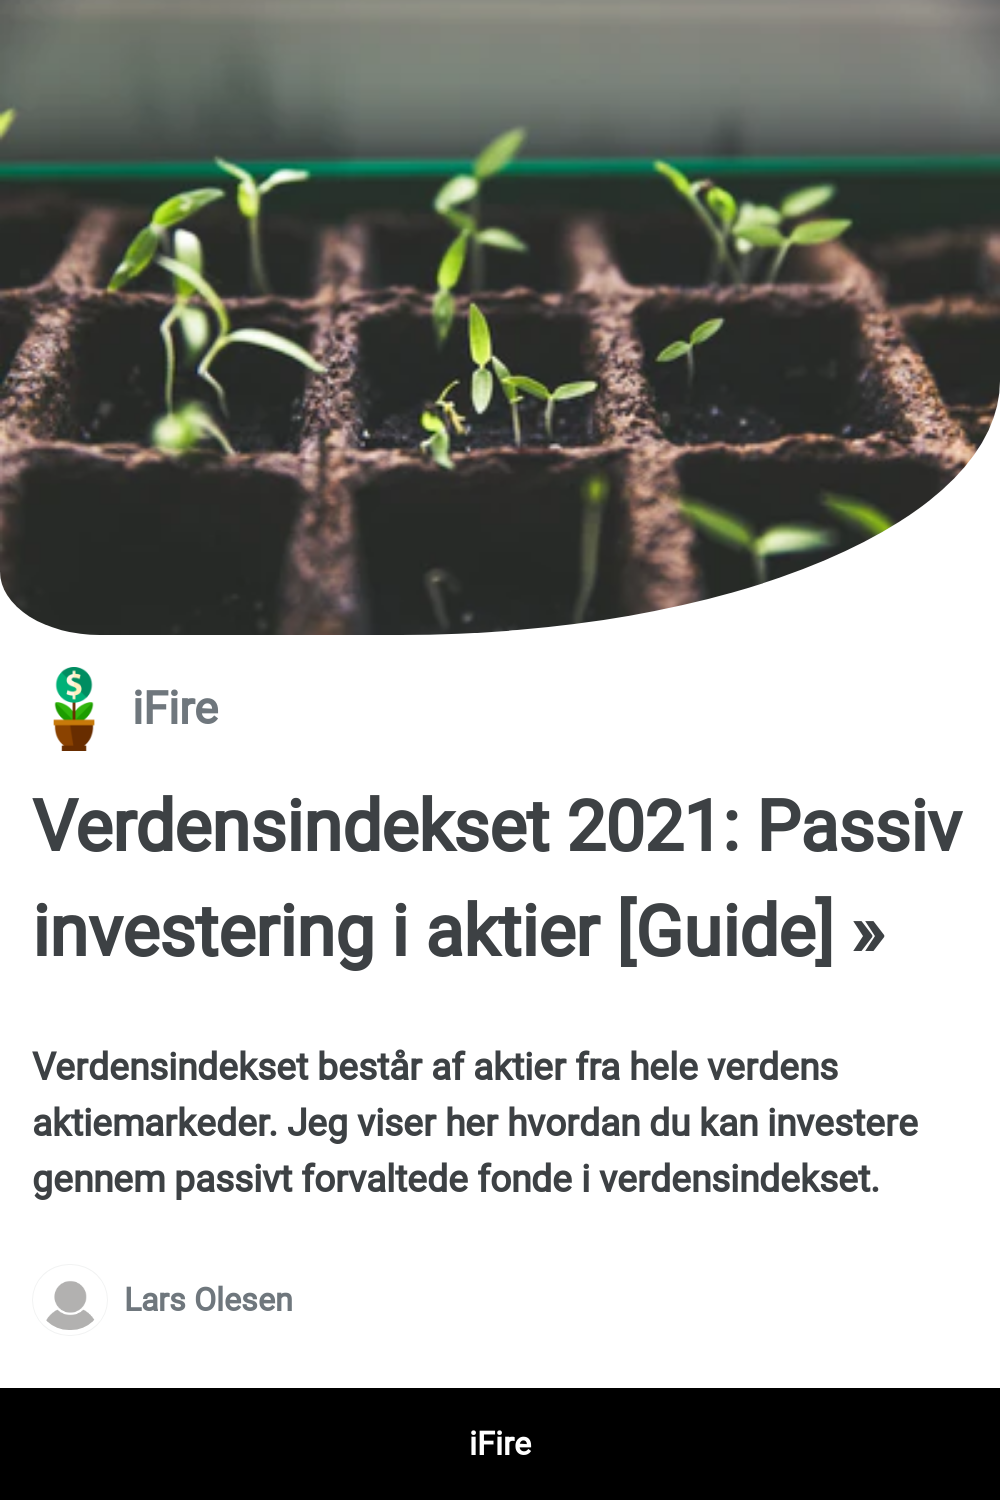 $
iFire
Verdensindekset 2021: Passiv
investering i aktier [Guide] »
Verdensindekset består af aktier fra hele verdens
aktiemarkeder. Jeg viser her hvordan du kan investere
gennem passivt forvaltede fonde i verdensindekset.
Lars Olesen
iFire